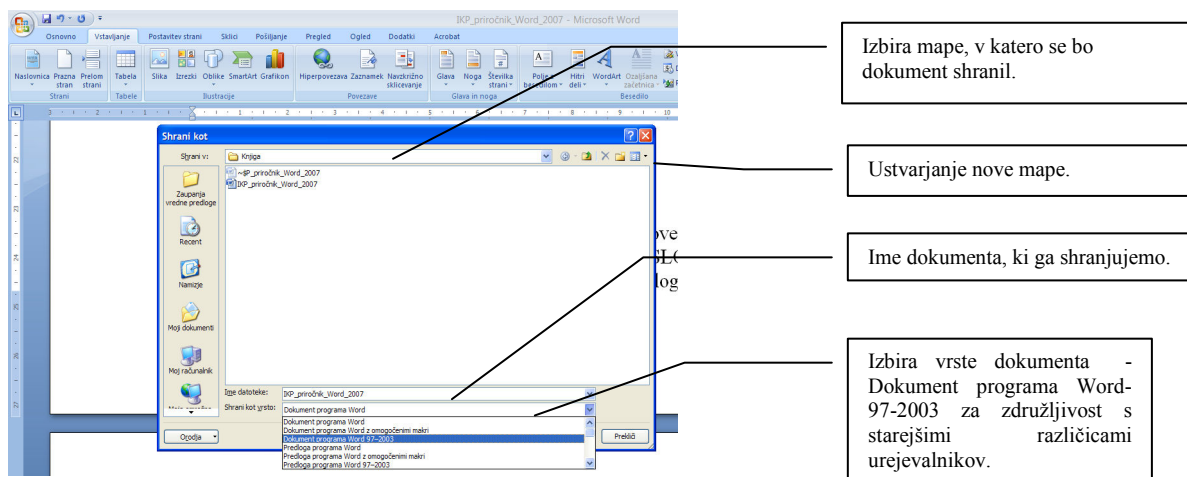 IKP_priročnik_Word_2007 - Microsoft Word
Osnovno Vstavljanje Postavitev strani Sklici Pošiljanje Pregled Ogled Dodatki Acrobat
Naslovnica Prazna stran Prelom strani Tabela Slika Izrezki Oblike SmartArt Grafikon Hiperpovezava Zaznamek Navzkrižno sklicevanje Glava Noga Številka strani Polje z besedilom Hitri deli WordArt Ozaljšana začetnica
Strani Tabele Ilustracije Povezave Glava in noga Besedilo
Shrani kot
Shrani v: Knjiga
~$P_priročnik_Word_2007
IKP_priročnik_Word_2007
Zaupanja
vredne predloge
Recent
Namizje
Moji dokumenti
Moj računalnik
Ime datoteke: IKP_priročnik_Word_2007
Shrani kot vrsto: Dokument programa Word
Dokument programa Word
Dokument programa Word z omogočenimi makri
Dokument programa Word 97–2003
Predloga programa Word
Predloga programa Word z omogočenimi makri
Predloga programa Word 97–2003
Orodja Prekliči
Izbira mape, v katero se bo
dokument shranil.
Ustvarjanje nove mape.
Ime dokumenta, ki ga shranjujemo.
Izbira vrste dokumenta -
Dokument programa Word-
97-2003 za združljivost s
starejšimi različicami
urejevalnikov.